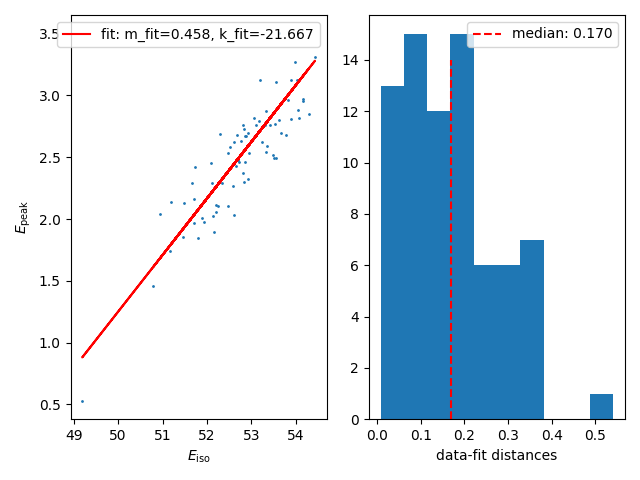 fit: m_fit=0.458, k_fit=-21.667
3.5
3.0
2.5
2.0
1.5
1.0
0.5
E_peak
49 50 51 52 53 54
E_iso
median: 0.170
14
12
10
8
6
4
2
0
0.0 0.1 0.2 0.3 0.4 0.5
data-fit distances